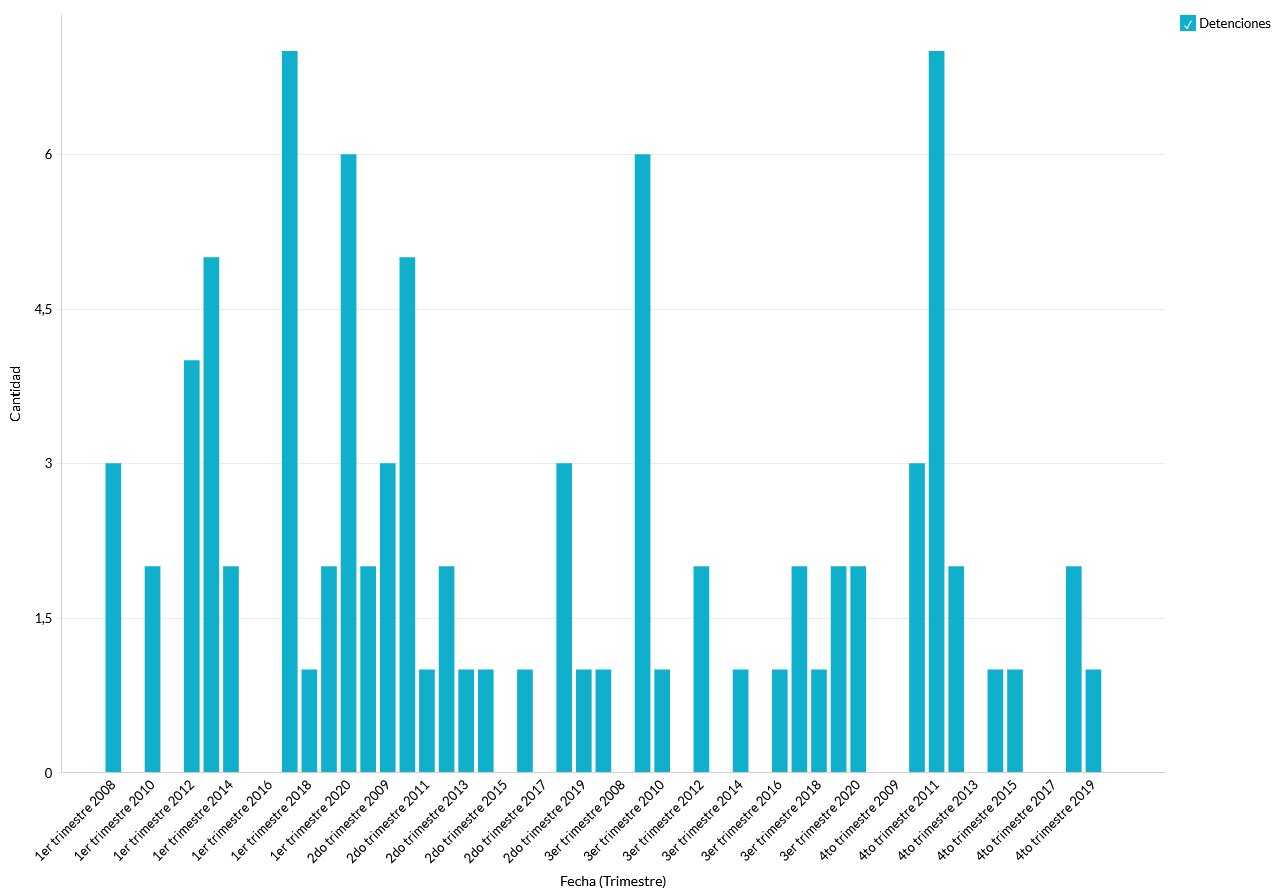 Detenciones
Cantidad
6
4,5
3
1,5
0
1er trimestre 2008
1er trimestre 2010
1er trimestre 2012
1er trimestre 2014
1er trimestre 2016
1er trimestre 2018
1er trimestre 2020
2do trimestre 2009
2do trimestre 2011
2do trimestre 2013
2do trimestre 2015
2do trimestre 2017
2do trimestre 2019
3er trimestre 2008
3er trimestre 2010
3er trimestre 2012
3er trimestre 2014
3er trimestre 2016
3er trimestre 2018
3er trimestre 2020
4to trimestre 2009
4to trimestre 2011
4to trimestre 2013
4to trimestre 2015
4to trimestre 2017
4to trimestre 2019
Fecha (Trimestre)